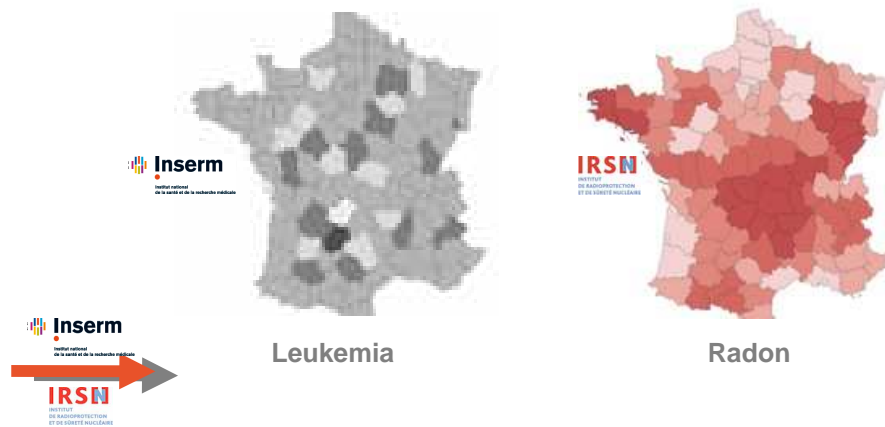 Inserm
Institut national
de la santé et de la recherche médicale
IRSN
INSTITUT
DE RADIOPROTECTION
ET DE SÛRETÉ NUCLÉAIRE
Leukemia
Radon
Inserm
Institut national
de la santé et de la recherche médicale
IRSN
INSTITUT
DE RADIOPROTECTION
ET DE SÛRETÉ NUCLÉAIRE